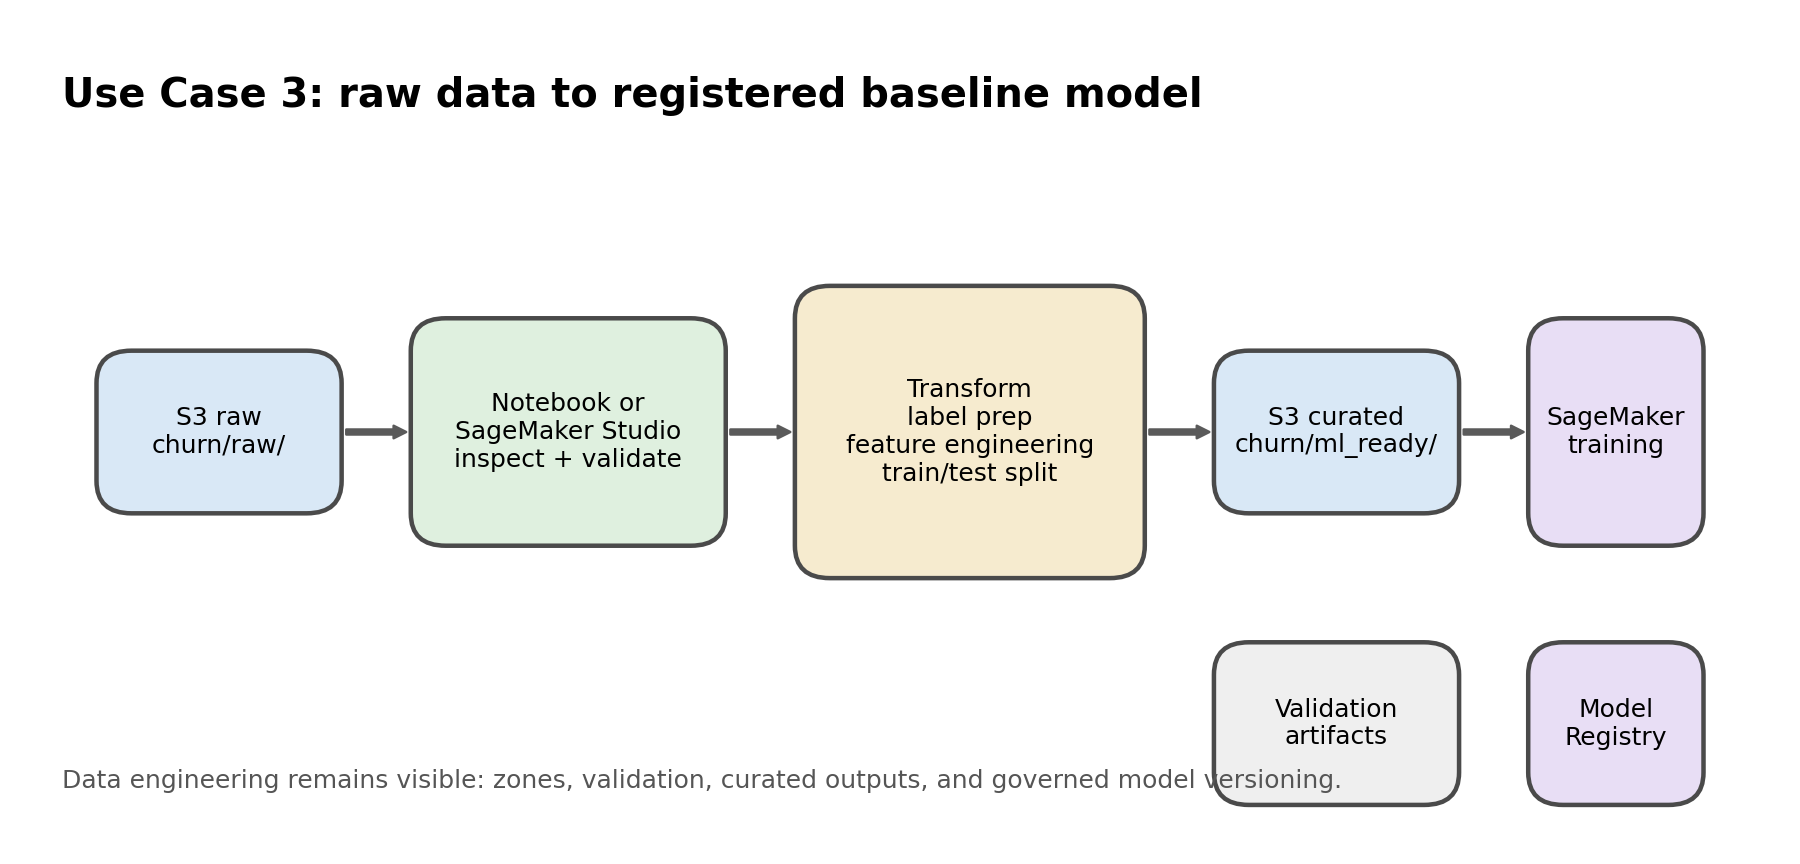 Use Case 3: raw data to registered baseline model
S3 raw
churn/raw/
Notebook or
SageMaker Studio
inspect + validate
Transform
label prep
feature engineering
train/test split
S3 curated
churn/ml_ready/
SageMaker
training
Validation
artifacts
Model
Registry
Data engineering remains visible: zones, validation, curated outputs, and governed model versioning.